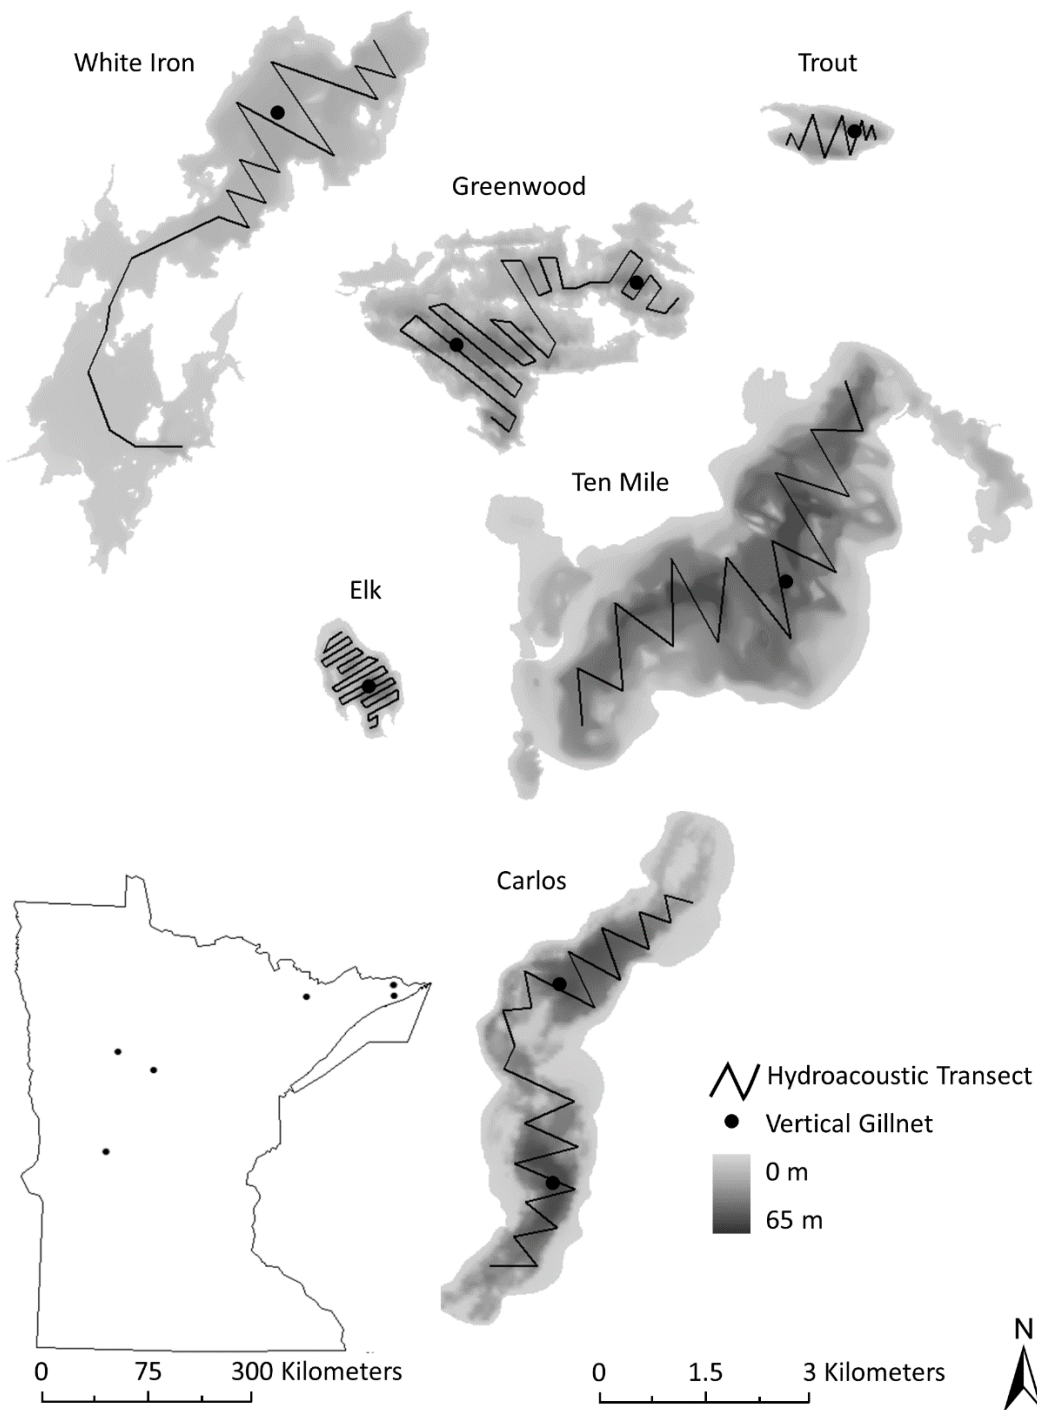 White Iron
Trout
Greenwood
Ten Mile
Elk
Carlos
Hydroacoustic Transect
Vertical Gillnet
0 m
65 m
N
0 75 300 Kilometers
0 1.5 3 Kilometers